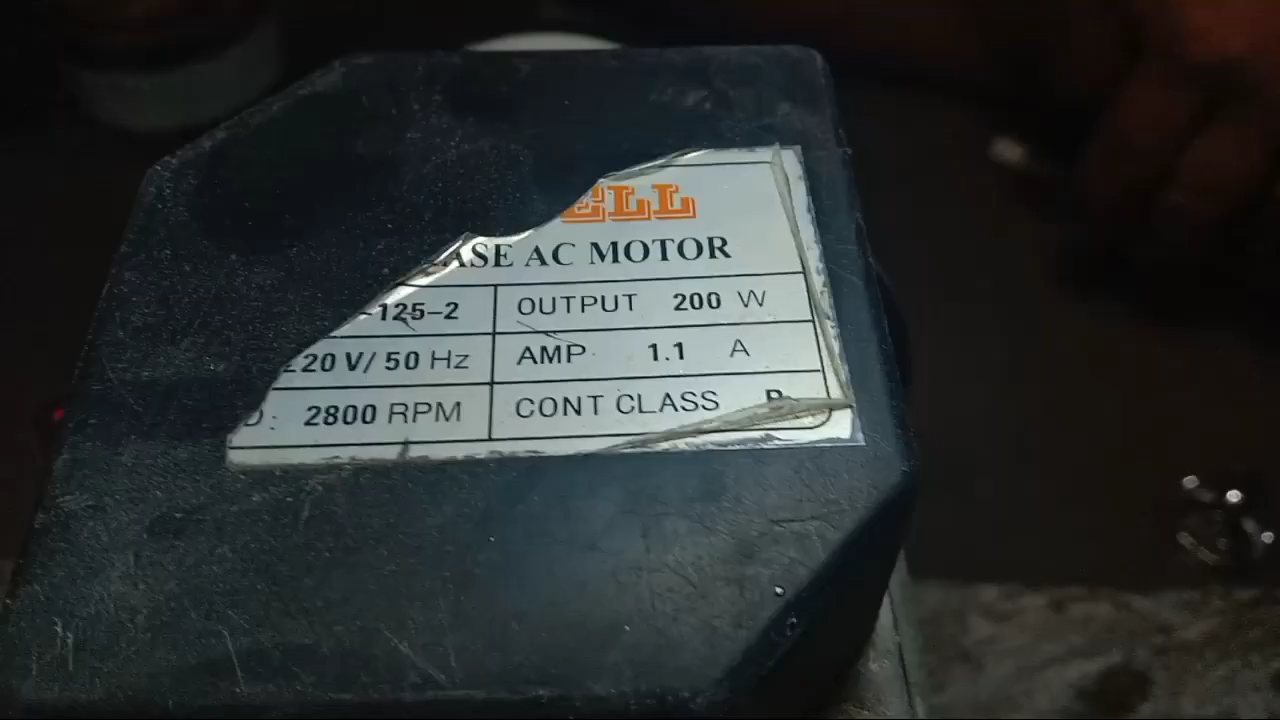 ELL
ASE AC MOTOR
-125-2 OUTPUT 200 W
220 V/ 50 Hz AMP. 1.1 A
D: 2800 RPM CONT CLASS B